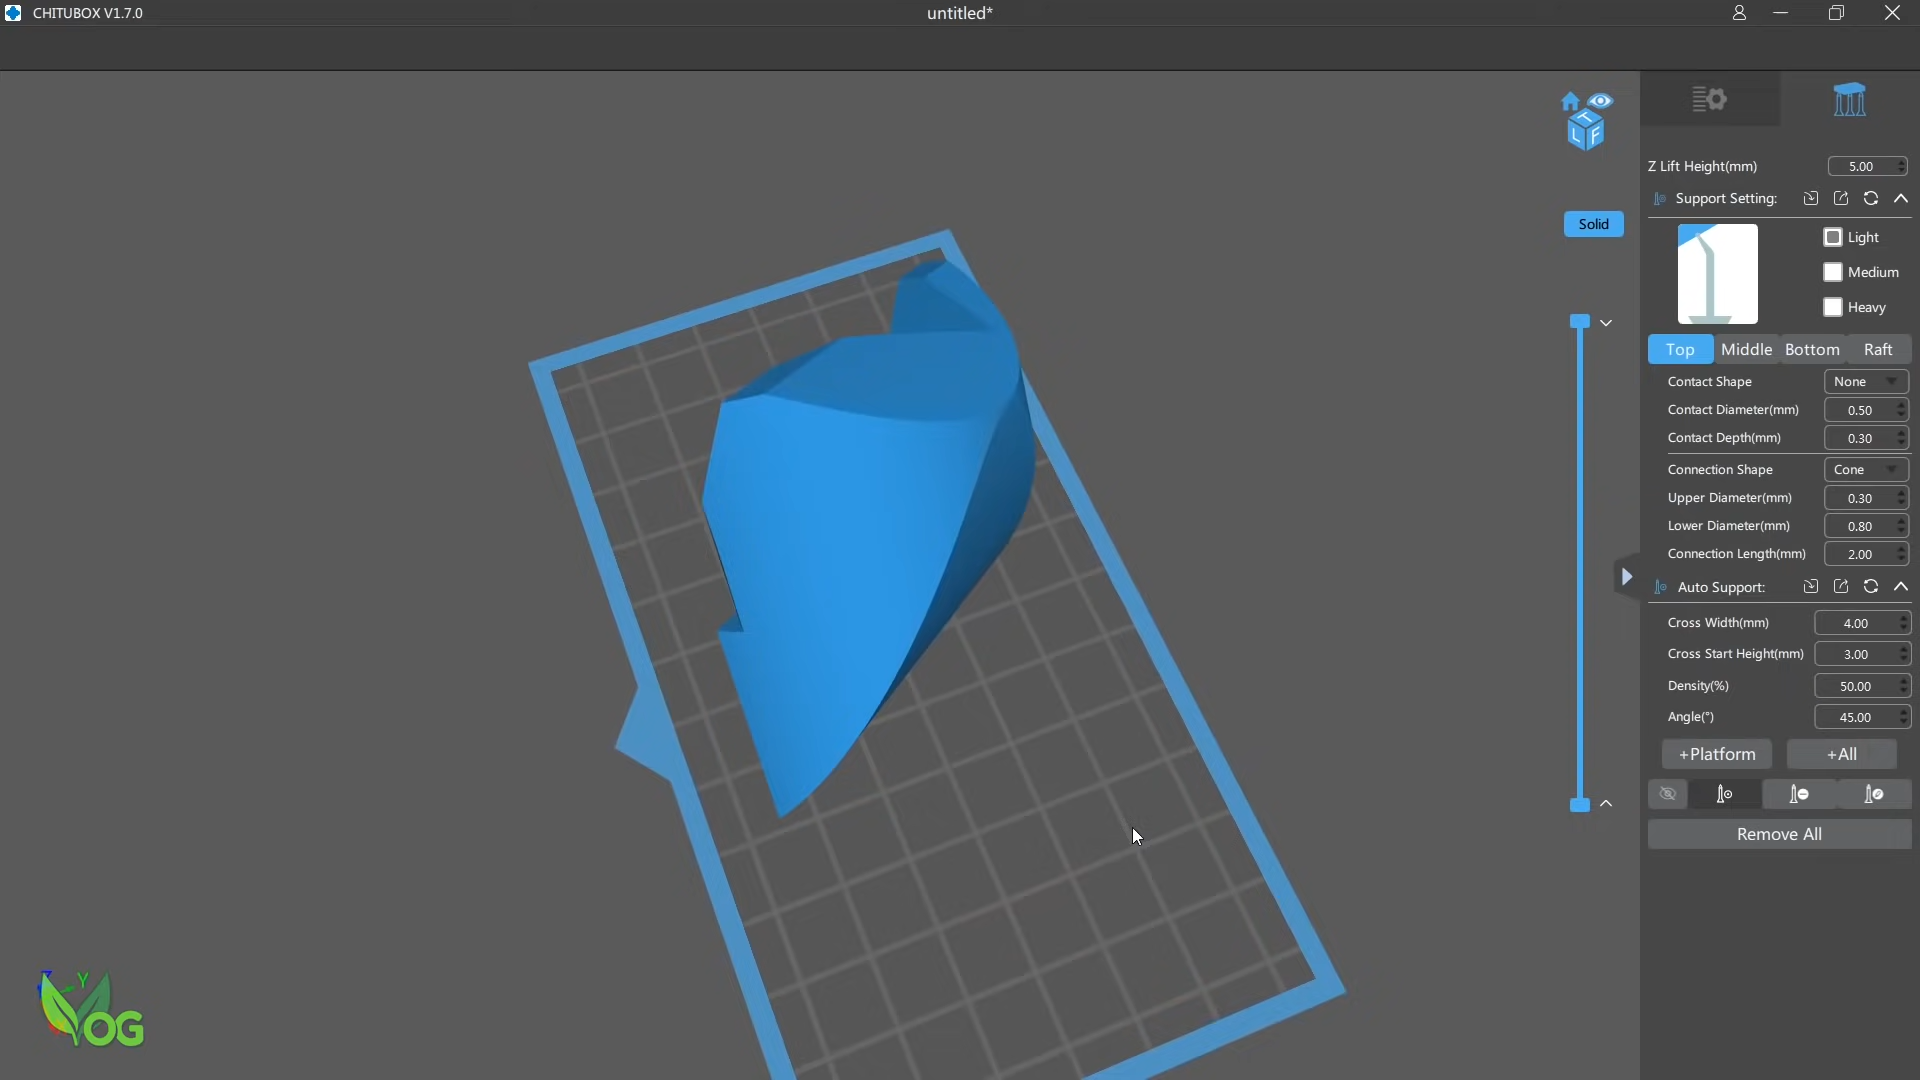 CHITUBOX V1.7.0
untitled*
T
L F
Solid
Z Lift Height(mm) 5.00
Support Setting:
Light
Medium
Heavy
Top Middle Bottom Raft
Contact Shape None
Contact Diameter(mm) 0.50
Contact Depth(mm) 0.30
Connection Shape Cone
Upper Diameter(mm) 0.30
Lower Diameter(mm) 0.80
Connection Length(mm) 2.00
Auto Support:
Cross Width(mm) 4.00
Cross Start Height(mm) 3.00
Density(%) 50.00
Angle(°) 45.00
+Platform +All
Remove All
Z Y
VOG